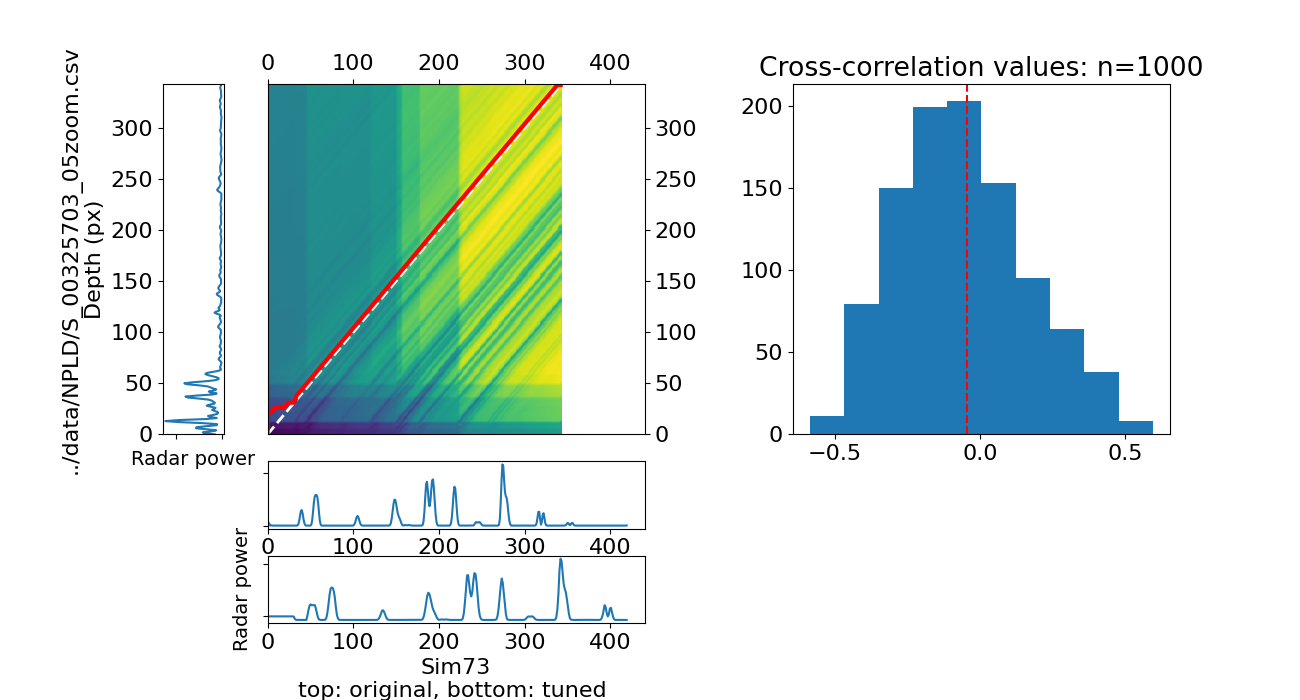 ../data/NPLD/S_00325703_05zoom.csv
Depth (px)
0 100 200 300 400
300
250
200
150
100
50
0
Radar power
300
250
200
150
100
50
0
0 100 200 300 400
Radar power
0 100 200 300 400
Sim73
top: original, bottom: tuned
Cross-correlation values: n=1000
200
150
100
50
0
−0.5 0.0 0.5